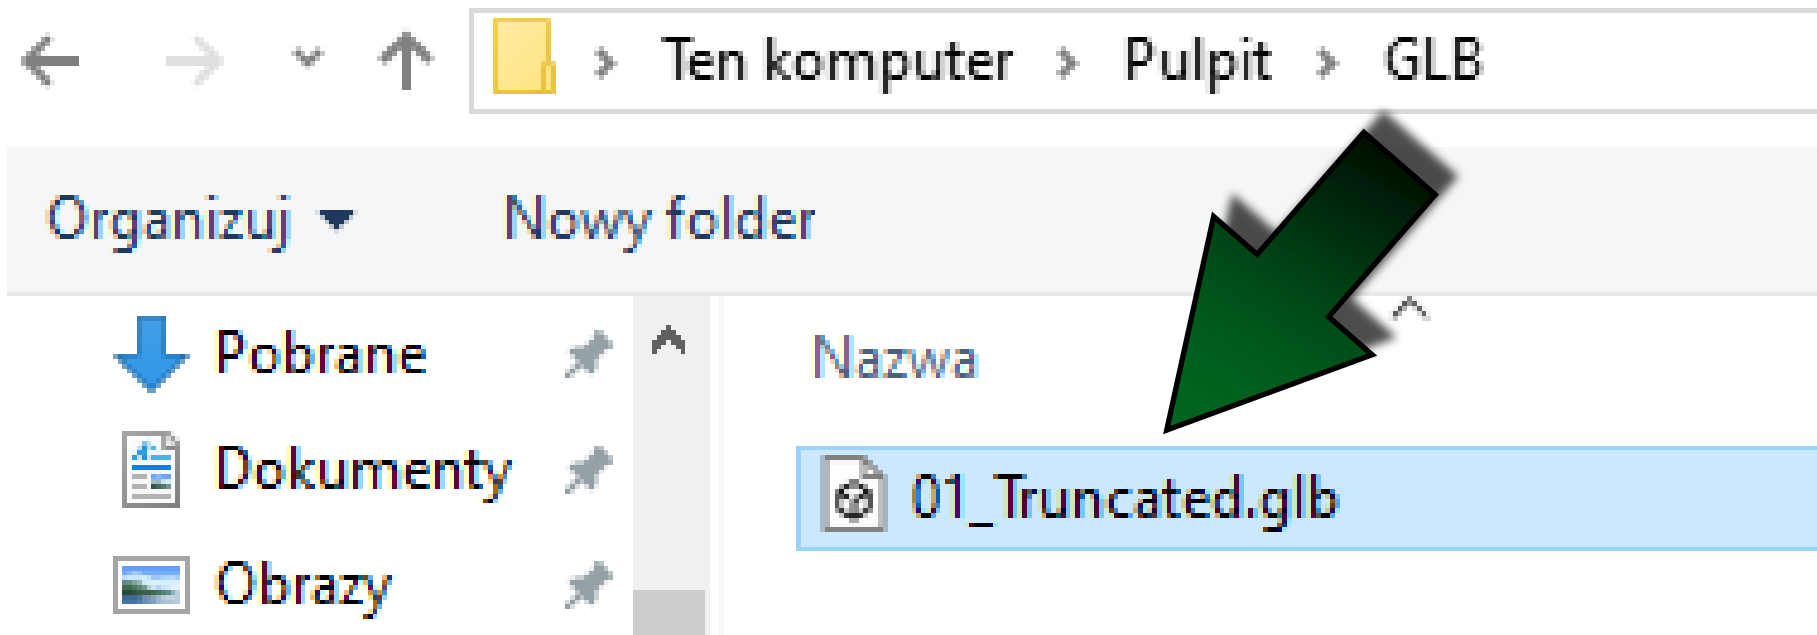 Ten komputer > Pulpit > GLB
Organizuj Nowy folder
Pobrane
Nazwa
Dokumenty
01_Truncated.glb
Obrazy